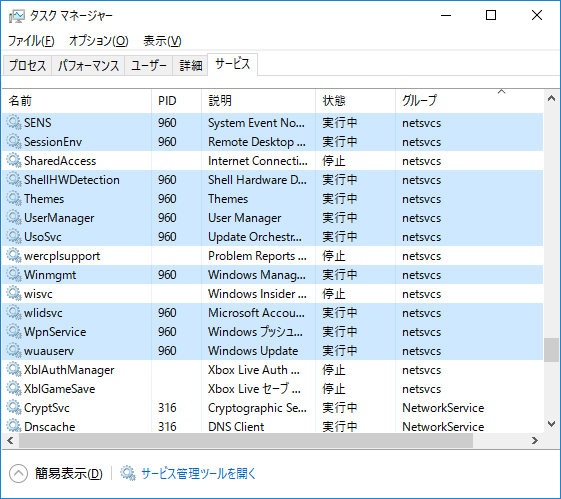 タスク マネージャー
ファイル(F) オプション(O) 表示(V)
プロセス パフォーマンス ユーザー 詳細 サービス
名前 PID 説明 状態 グループ
SENS 960 System Event No... 実行中 netsvcs
SessionEnv 960 Remote Desktop ... 実行中 netsvcs
SharedAccess Internet Connecti... 停止 netsvcs
ShellHWDetection 960 Shell Hardware D... 実行中 netsvcs
Themes 960 Themes 実行中 netsvcs
UserManager 960 User Manager 実行中 netsvcs
UsoSvc 960 Update Orchestr... 実行中 netsvcs
wercplsupport Problem Reports ... 停止 netsvcs
Winmgmt 960 Windows Manag... 実行中 netsvcs
wisvc Windows Insider ... 停止 netsvcs
wlidsvc 960 Microsoft Accou... 実行中 netsvcs
WpnService 960 Windows プッシュ... 実行中 netsvcs
wuauserv 960 Windows Update 実行中 netsvcs
XblAuthManager Xbox Live Auth ... 停止 netsvcs
XblGameSave Xbox Live セーブ ... 停止 netsvcs
CryptSvc 316 Cryptographic Se... 実行中 NetworkService
Dnscache 316 DNS Client 実行中 NetworkService
簡易表示(D) サービス管理ツールを開く